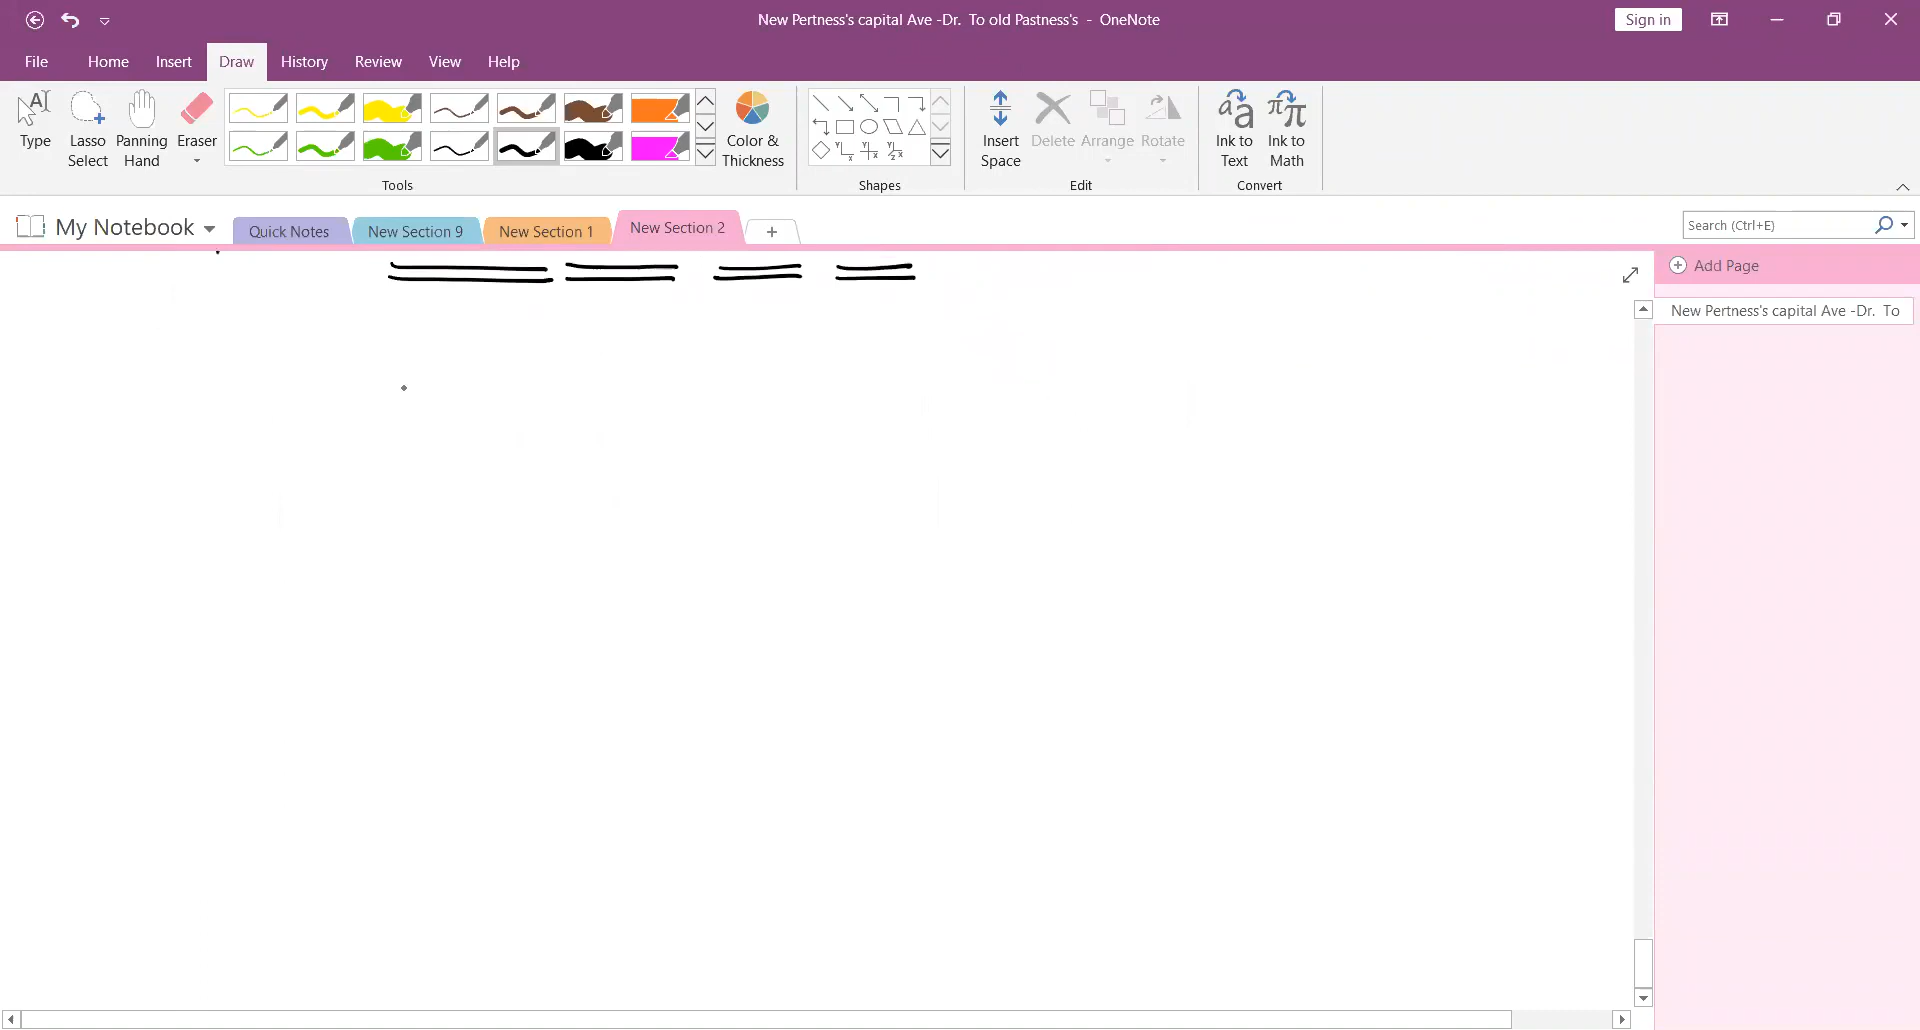 New Pertness's capital Ave -Dr.  To old Pastness's  -  OneNote
Sign in
File Home Insert Draw History Review View Help
Type
Lasso Select
Panning Hand
Eraser
Color & Thickness
Insert Space
Delete
Arrange
Rotate
Ink to Text
Ink to Math
Tools
Shapes
Edit
Convert
My Notebook
Quick Notes
New Section 9
New Section 1
New Section 2
Search (Ctrl+E)
Add Page
New Pertness's capital Ave -Dr.  To